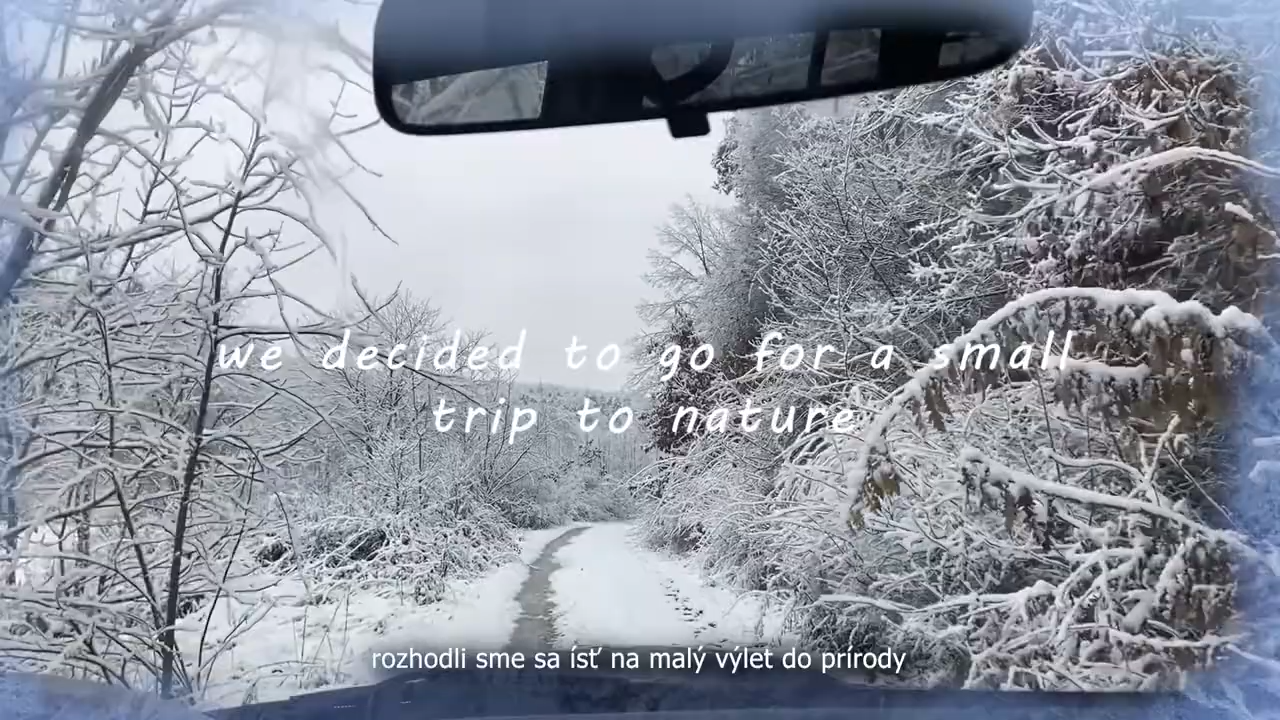 we decided to go for a small
trip to nature
rozhodli sme sa ísť na malý výlet do prírody